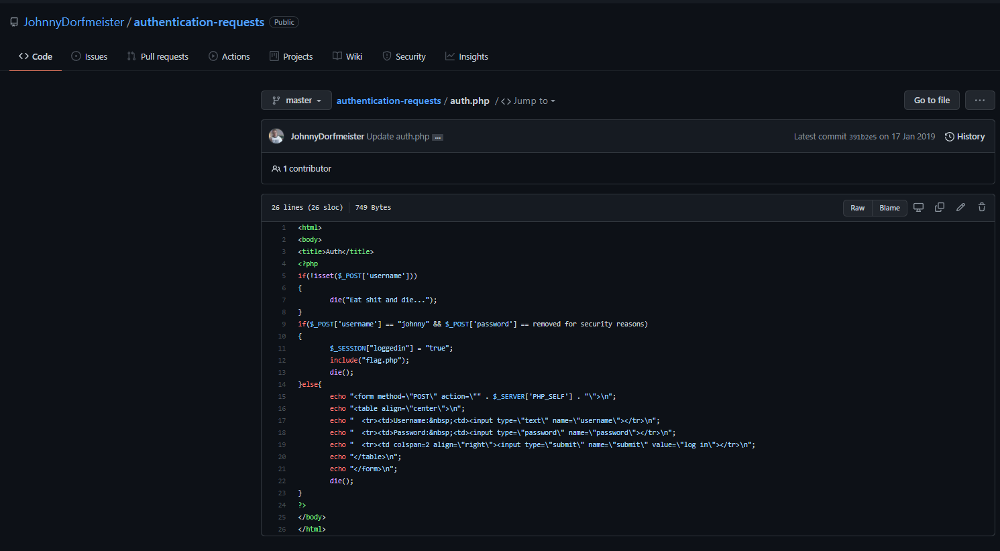 JohnnyDorfmeister / authentication-requests Public
Code Issues Pull requests Actions Projects Wiki Security Insights
master authentication-requests / auth.php / <> Jump to Go to file ...
JohnnyDorfmeister Update auth.php ... Latest commit 391b2e5 on 17 Jan 2019 History
1 contributor
26 lines (26 sloc) 749 Bytes Raw Blame
1 <html>
2 <body>
3 <title>Auth</title>
4 <?php
5 if(!isset($_POST['username']))
6 {
7 die("Eat shit and die...");
8 }
9 if($_POST['username'] == "johnny" && $_POST['password'] == removed for security reasons)
10 {
11 $_SESSION["loggedin"] = "true";
12 include("flag.php");
13 die();
14 }else{
15 echo "<form method=\"POST\" action=\"" . $_SERVER['PHP_SELF'] . "\">\n";
16 echo "<table align=\"center\">\n";
17 echo "  <tr><td>Username:&nbsp;<td><input type=\"text\" name=\"username\"></tr>\n";
18 echo "  <tr><td>Password:&nbsp;<td><input type=\"password\" name=\"password\"></tr>\n";
19 echo "  <tr><td colspan=2 align=\"right\"><input type=\"submit\" name=\"submit\" value=\"log in\"></tr>\n";
20 echo "</table>\n";
21 echo "</form>\n";
22 die();
23 }
24 ?>
25 </body>
26 </html>